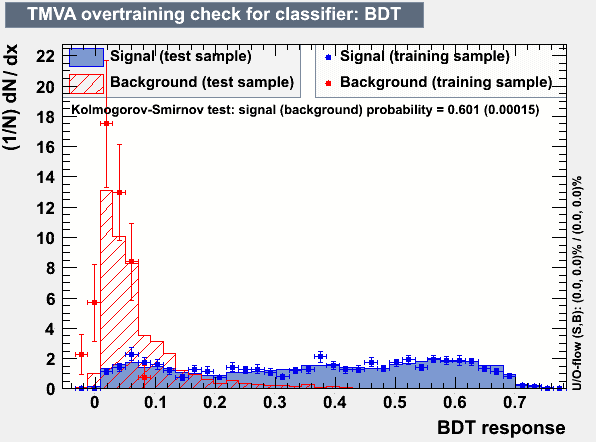 TMVA overtraining check for classifier: BDT
(1/N) dN / dx
Signal (test sample)
Background (test sample)
Signal (training sample)
Background (training sample)
Kolmogorov-Smirnov test: signal (background) probability = 0.601 (0.00015)
22
20
18
16
14
12
10
8
6
4
2
0
0 0.1 0.2 0.3 0.4 0.5 0.6 0.7
BDT response
U/O-flow (S,B): (0.0, 0.0)% / (0.0, 0.0)%